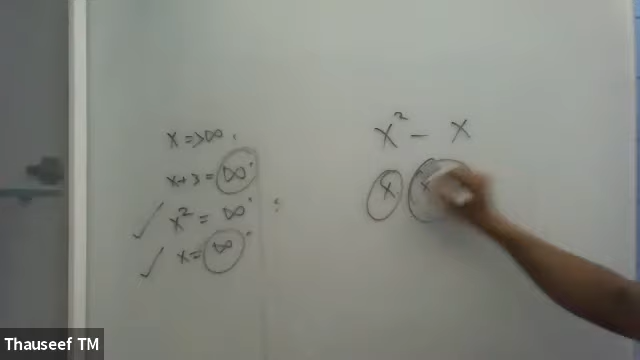 x => ∞
x + 3 = ∞
x² = ∞
x = ∞
x² - x
x
Thauseef TM